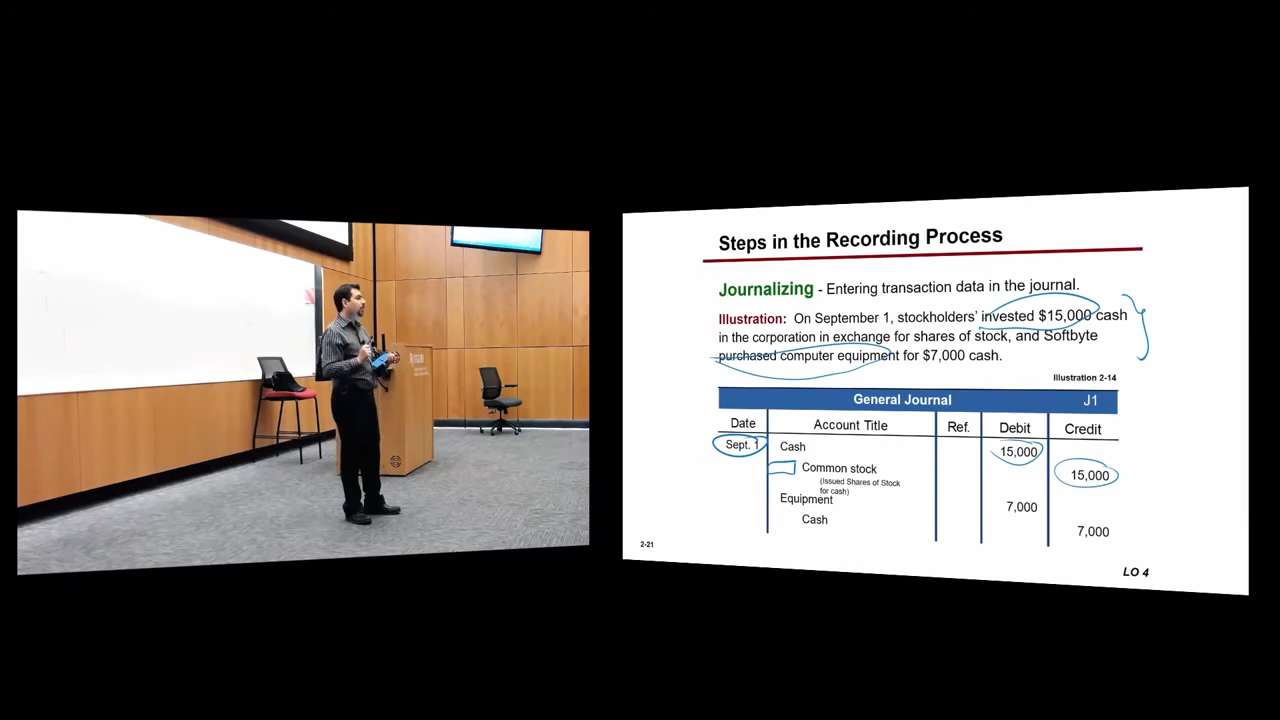 Steps in the Recording Process
Journalizing - Entering transaction data in the journal.
Illustration: On September 1, stockholders' invested $15,000 cash
in the corporation in exchange for shares of stock, and Softbyte
purchased computer equipment for $7,000 cash.
Illustration 2-14
General Journal J1
Date Account Title Ref. Debit Credit
Sept. 1 Cash 15,000
Common stock 15,000
(Issued Shares of Stock
for cash)
Equipment 7,000
Cash 7,000
2-21
LO 4